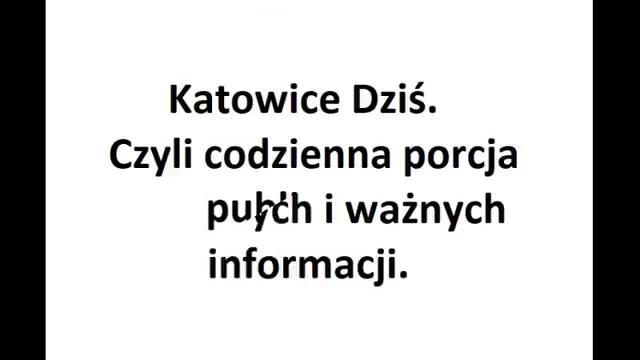 Katowice Dziś.
Czyli codzienna porcja
i ważnych
informacji.